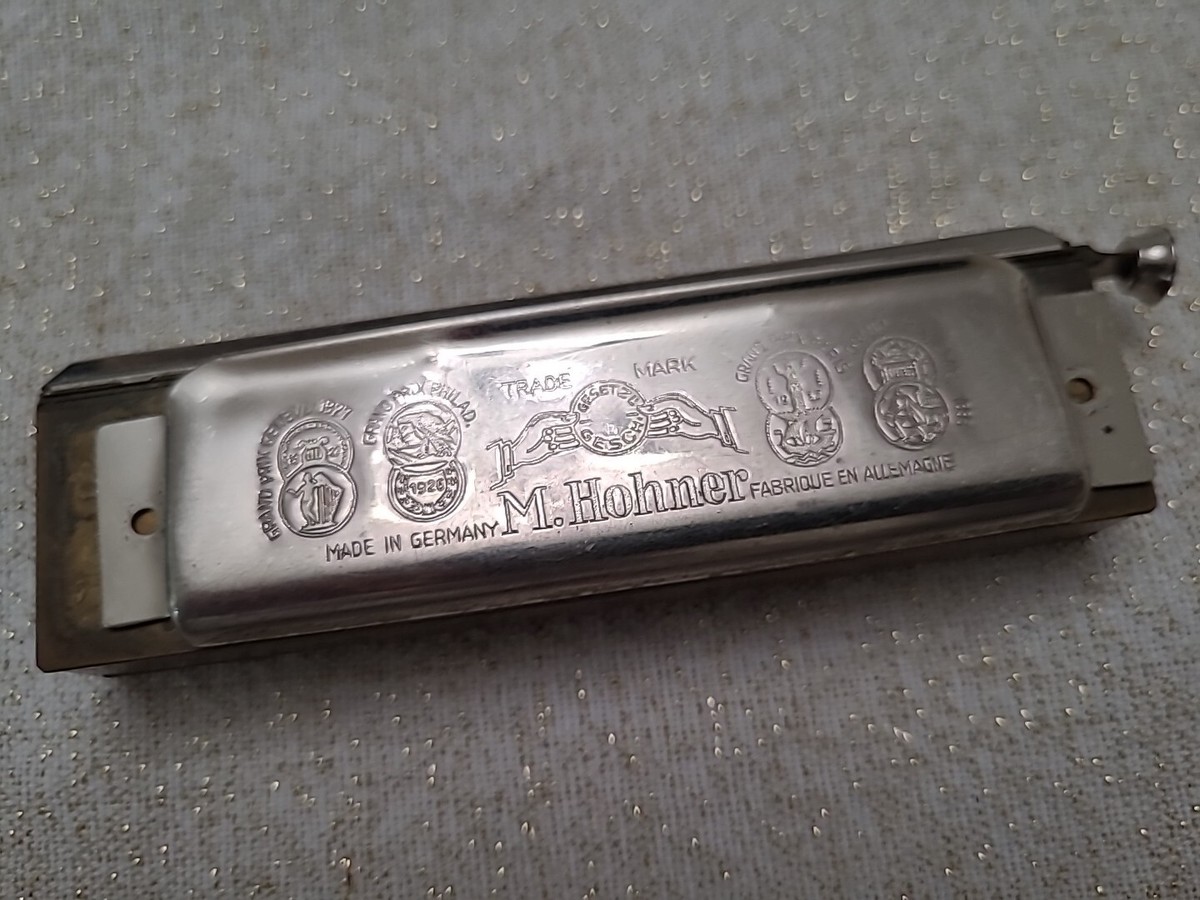 TRADE MARK
GRAND PRIX PHILAD.
GESETZL.
GESCH.
1926
M. Hohner
MADE IN GERMANY
FABRIQUE EN ALLEMAGNE